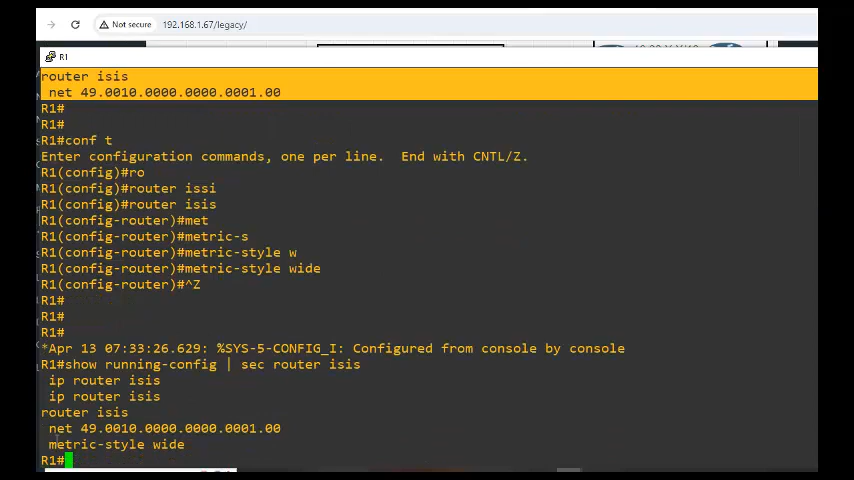 Not secure 192.168.1.67/legacy/
R1
router isis
net 49.0010.0000.0000.0001.00
R1#
R1#
R1#conf t
Enter configuration commands, one per line.  End with CNTL/Z.
R1(config)#ro
R1(config)#router issi
R1(config)#router isis
R1(config-router)#met
R1(config-router)#metric-s
R1(config-router)#metric-style w
R1(config-router)#metric-style wide
R1(config-router)#^Z
R1#
R1#
R1#
*Apr 13 07:33:26.629: %SYS-5-CONFIG_I: Configured from console by console
R1#show running-config | sec router isis
ip router isis
ip router isis
router isis
net 49.0010.0000.0000.0001.00
metric-style wide
R1#